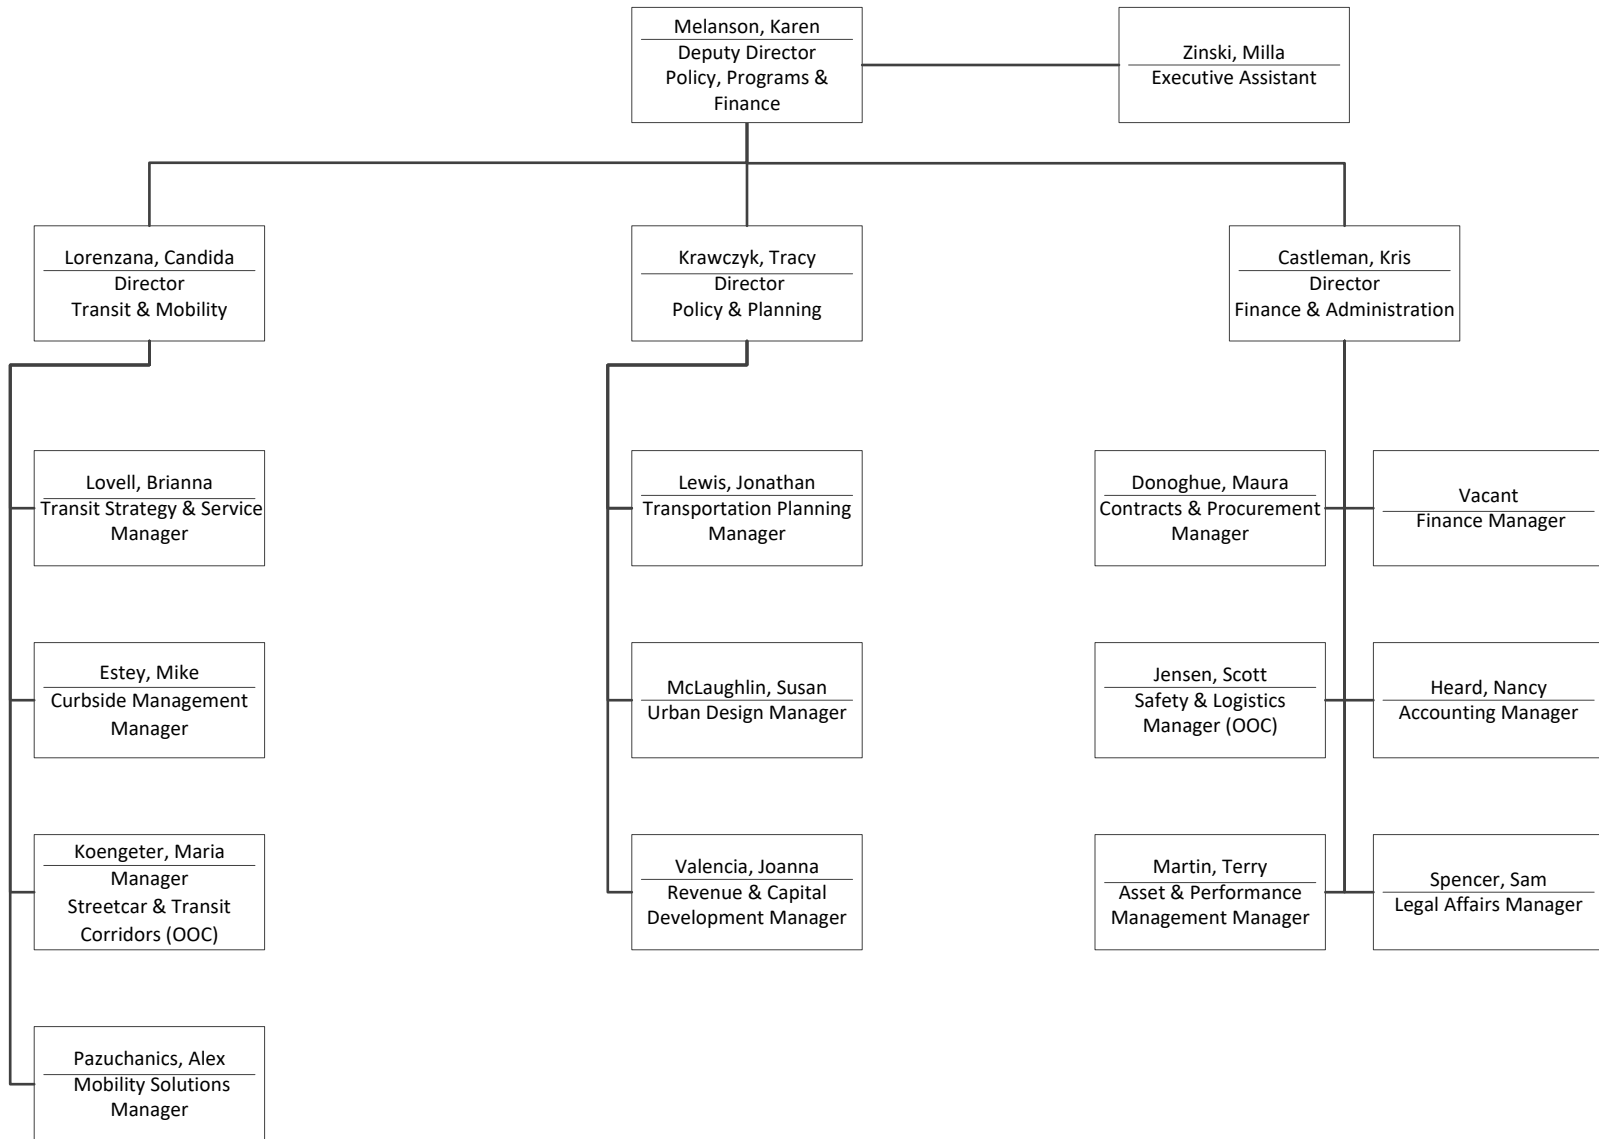 Melanson, Karen
Deputy Director
Policy, Programs &
Finance
Zinski, Milla
Executive Assistant
Lorenzana, Candida
Director
Transit & Mobility
Krawczyk, Tracy
Director
Policy & Planning
Castleman, Kris
Director
Finance & Administration
Lovell, Brianna
Transit Strategy & Service
Manager
Lewis, Jonathan
Transportation Planning
Manager
Donoghue, Maura
Contracts & Procurement
Manager
Vacant
Finance Manager
Estey, Mike
Curbside Management
Manager
McLaughlin, Susan
Urban Design Manager
Jensen, Scott
Safety & Logistics
Manager (OOC)
Heard, Nancy
Accounting Manager
Koengeter, Maria
Manager
Streetcar & Transit
Corridors (OOC)
Valencia, Joanna
Revenue & Capital
Development Manager
Martin, Terry
Asset & Performance
Management Manager
Spencer, Sam
Legal Affairs Manager
Pazuchanics, Alex
Mobility Solutions
Manager